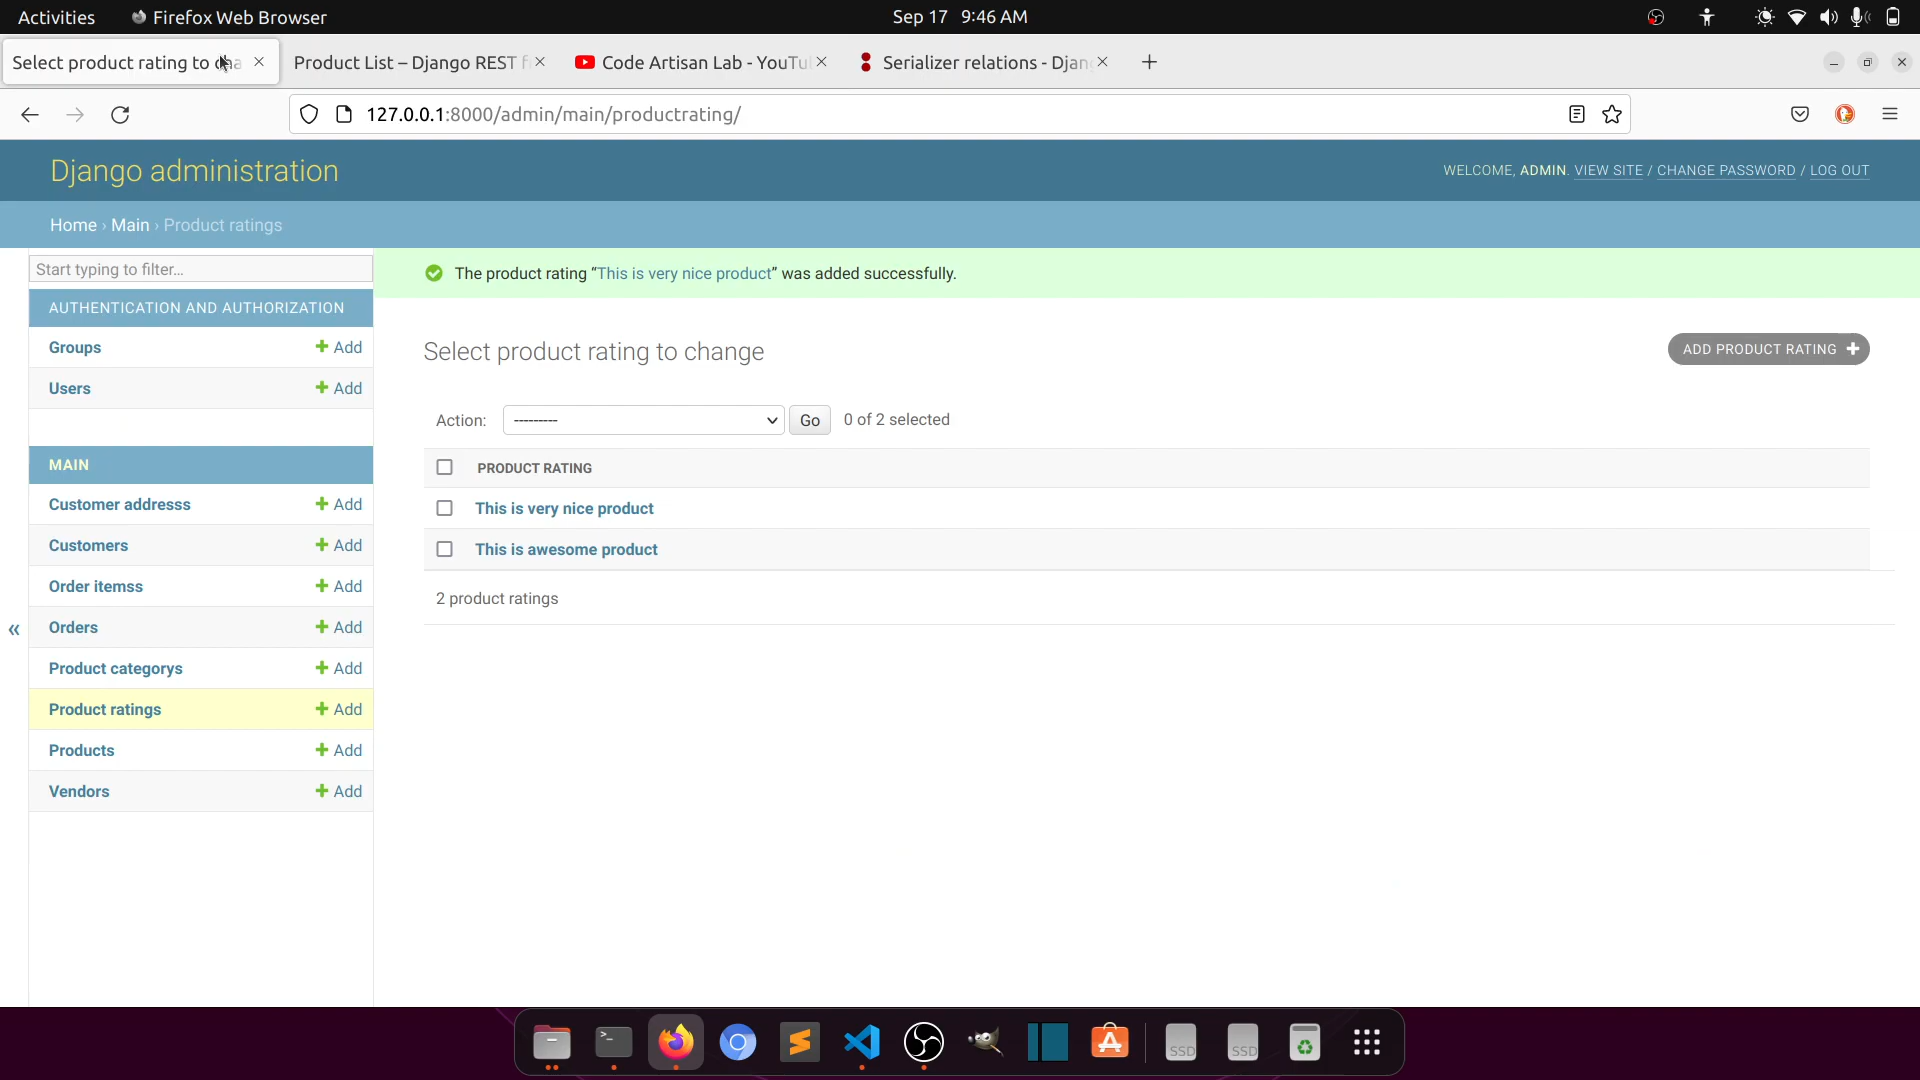 Activities Firefox Web Browser Sep 17 9:46 AM
Select product rating to cha Product List – Django REST f Code Artisan Lab - YouTu Serializer relations - Djan
127.0.0.1:8000/admin/main/productrating/
Django administration
WELCOME, ADMIN. VIEW SITE / CHANGE PASSWORD / LOG OUT
Home › Main › Product ratings
Start typing to filter...
AUTHENTICATION AND AUTHORIZATION
Groups + Add
Users + Add
MAIN
Customer addresss + Add
Customers + Add
Order itemss + Add
Orders + Add
Product categorys + Add
Product ratings + Add
Products + Add
Vendors + Add
«
The product rating “This is very nice product” was added successfully.
Select product rating to change
ADD PRODUCT RATING +
Action: --------- Go 0 of 2 selected
PRODUCT RATING
This is very nice product
This is awesome product
2 product ratings
SSD SSD